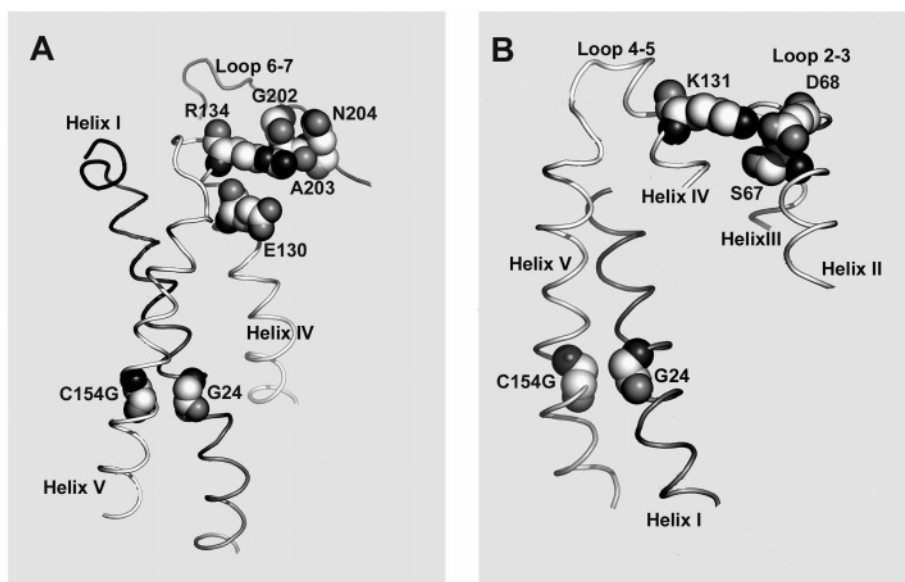 A
Loop 6-7
G202
N204
R134
Helix I
A203
E130
Helix IV
C154G
G24
Helix V
B
Loop 4-5
Loop 2-3
K131
D68
Helix IV
S67
HelixIII
Helix V
Helix II
C154G
G24
Helix I